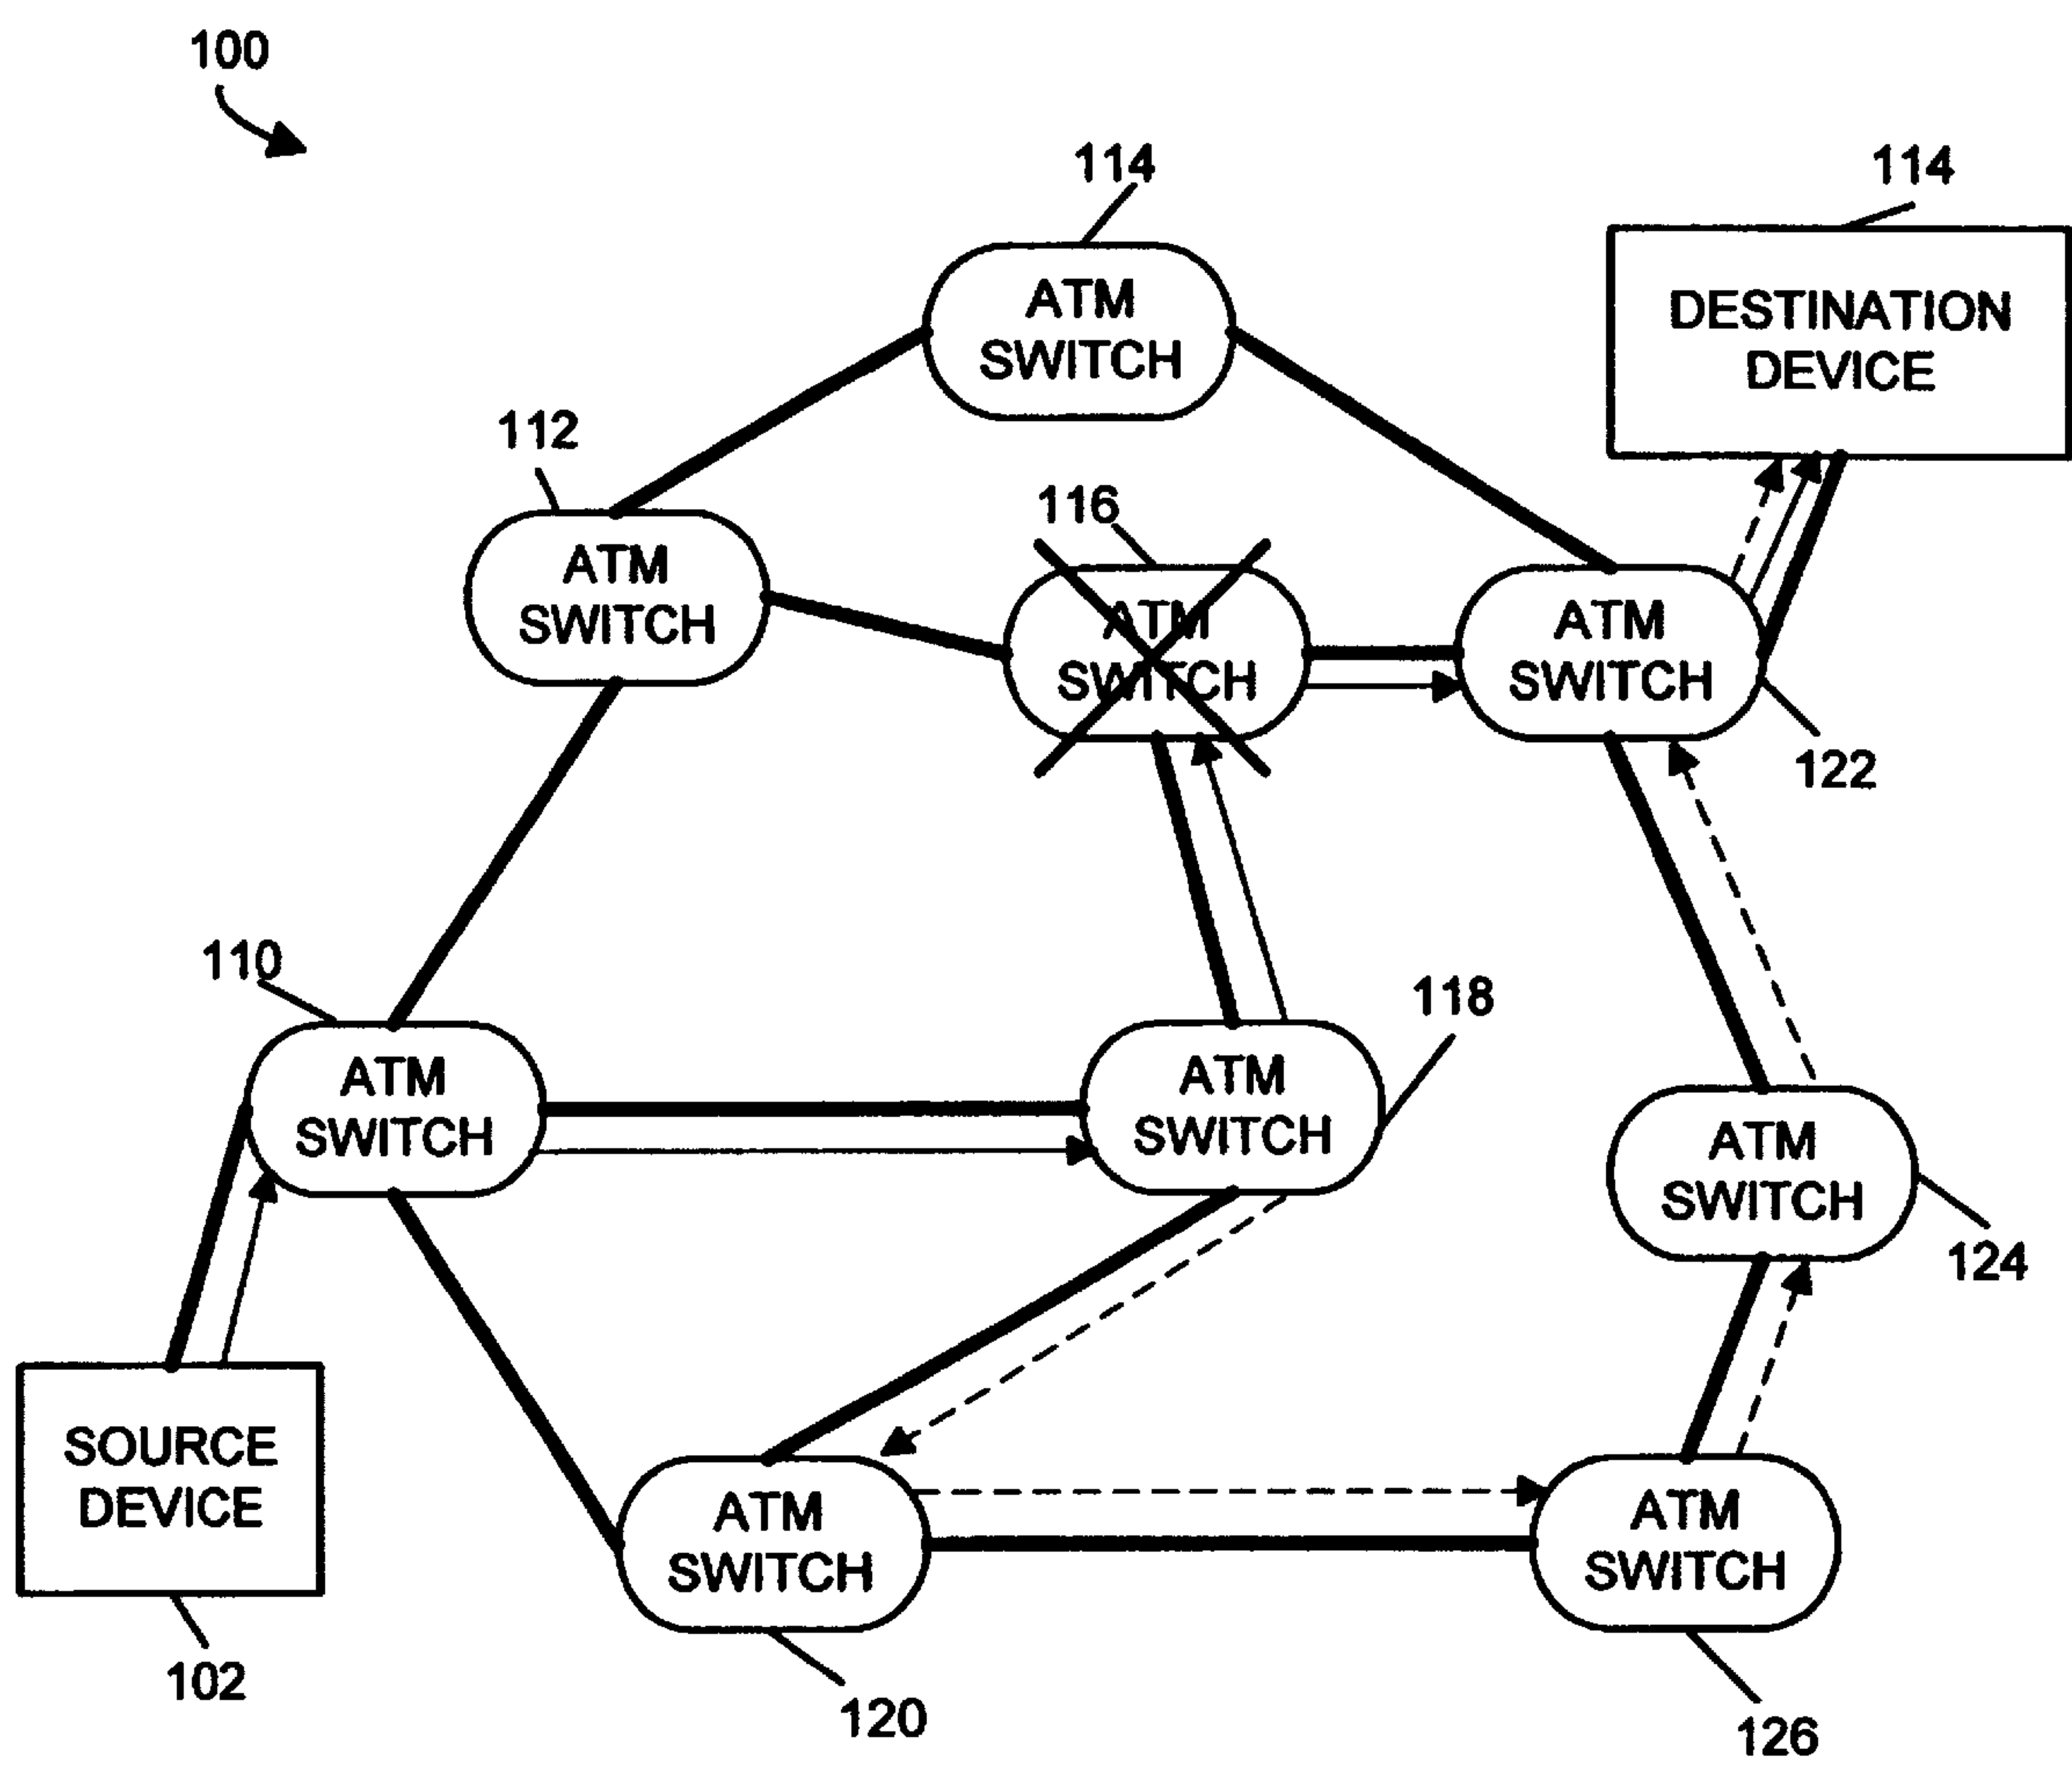 100
114
114
ATM
SWITCH
DESTINATION
DEVICE
112
116
ATM
SWITCH
ATM
SWITCH
ATM
SWITCH
122
110
118
ATM
SWITCH
ATM
SWITCH
ATM
SWITCH
124
SOURCE
DEVICE
ATM
SWITCH
ATM
SWITCH
102
120
126